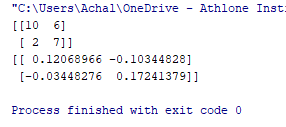 "C:\Users\Achal\OneDrive - Athlone Inst
[[10  6]
 [ 2  7]]
[[ 0.12068966 -0.10344828]
 [-0.03448276  0.17241379]]
Process finished with exit code 0